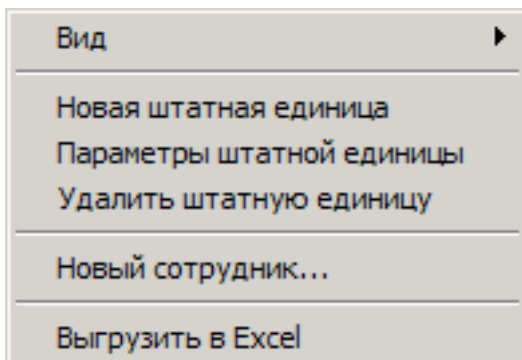 Вид
Новая штатная единица
Параметры штатной единицы
Удалить штатную единицу
Новый сотрудник...
Выгрузить в Excel